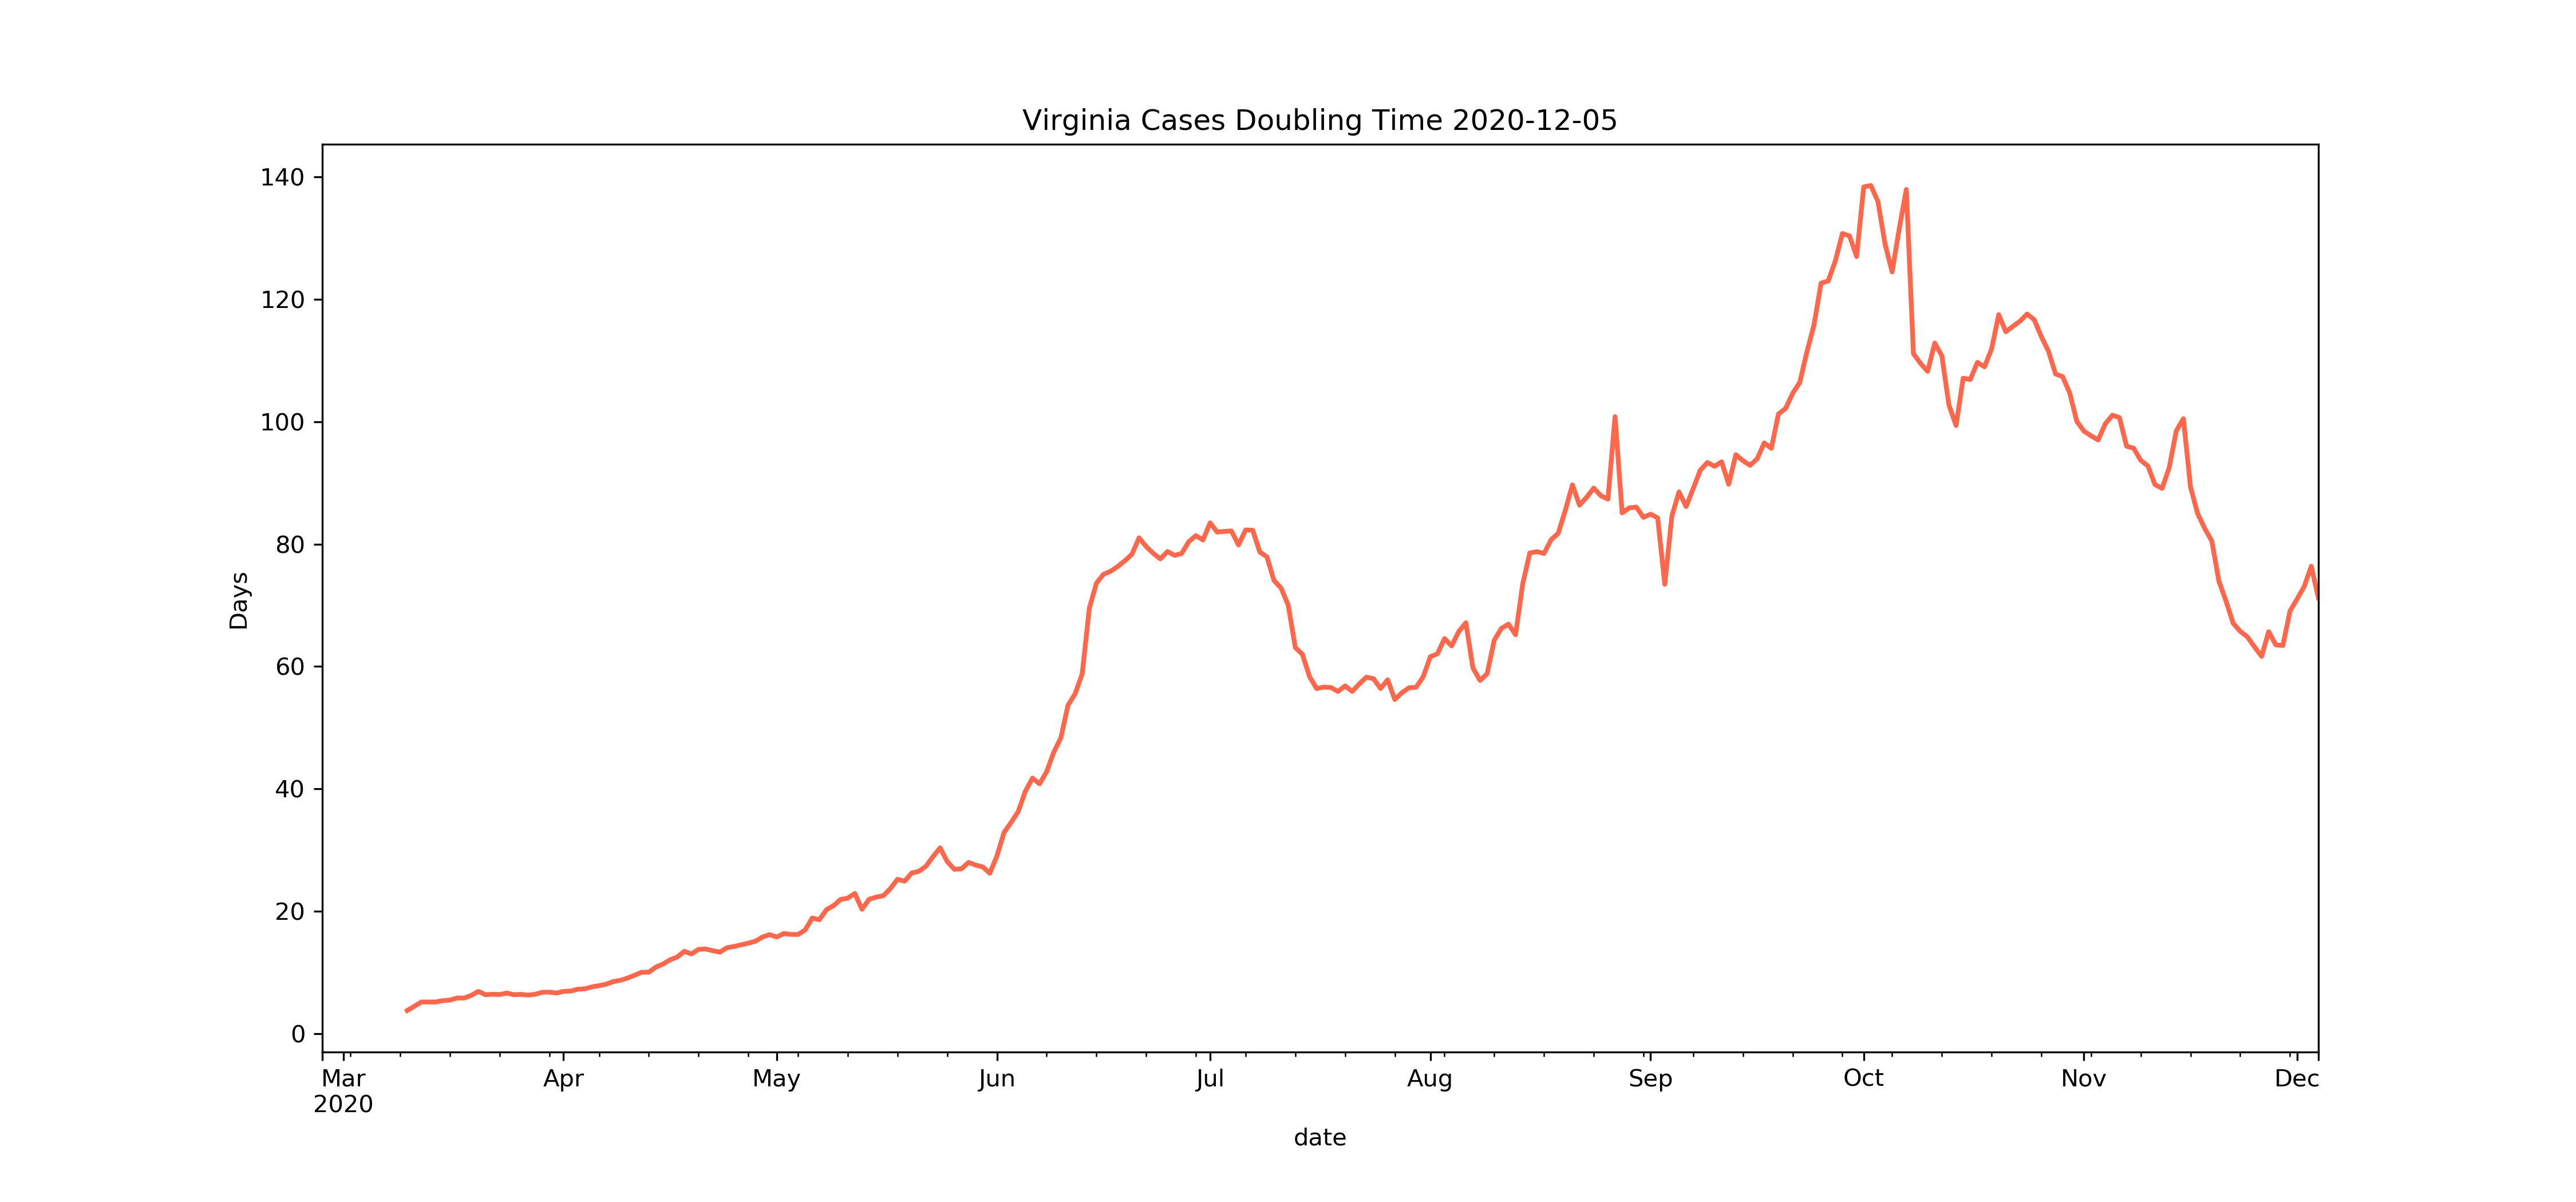 Virginia Cases Doubling Time 2020-12-05
140
120
100
80
60
40
20
0
Days
Mar Apr May Jun Jul Aug Sep Oct Nov Dec
2020
date